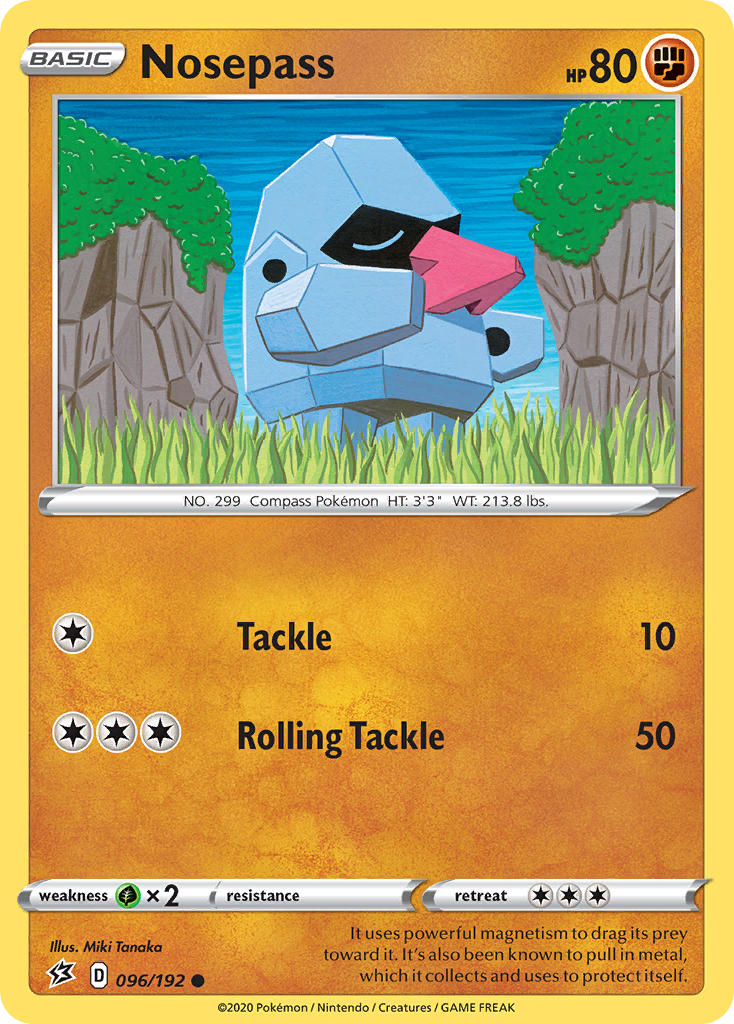 BASIC Nosepass HP 80
NO. 299 Compass Pokémon HT: 3'3" WT: 213.8 lbs.
Tackle 10
Rolling Tackle 50
weakness ×2 resistance retreat
Illus. Miki Tanaka
It uses powerful magnetism to drag its prey
toward it. It's also been known to pull in metal,
which it collects and uses to protect itself.
D 096/192
©2020 Pokémon / Nintendo / Creatures / GAME FREAK